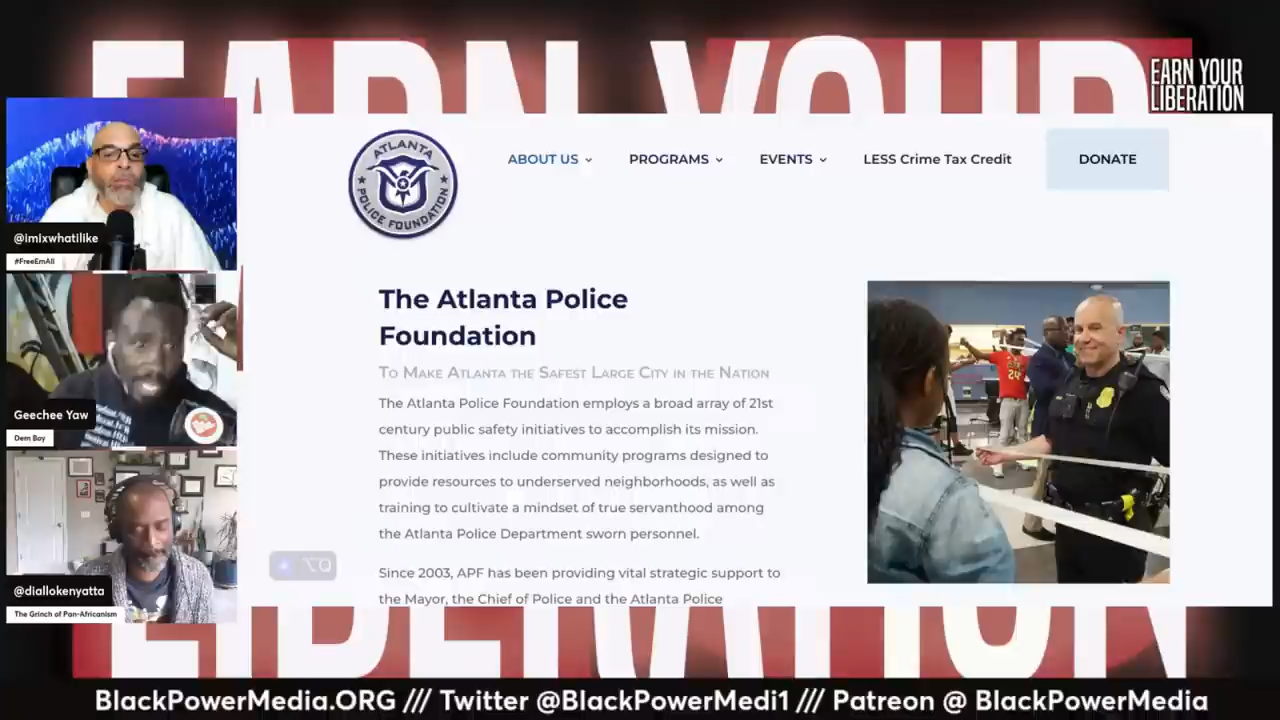 EARN YOUR
EARN YOUR
LIBERATION
ATLANTA
POLICE FOUNDATION
ABOUT US
PROGRAMS
EVENTS
LESS Crime Tax Credit
DONATE
@imixwhatilike
#FreeEmAll
The Atlanta Police
Foundation
To Make Atlanta the Safest Large City in the Nation
The Atlanta Police Foundation employs a broad array of 21st
century public safety initiatives to accomplish its mission.
These initiatives include community programs designed to
provide resources to underserved neighborhoods, as well as
training to cultivate a mindset of true servanthood among
the Atlanta Police Department sworn personnel.
Since 2003, APF has been providing vital strategic support to
the Mayor, the Chief of Police and the Atlanta Police
24
Geechee Yaw
Dem Boy
@diallokenyatta
The Grinch of Pan-Africanism
LIBERATION
BlackPowerMedia.ORG /// Twitter @BlackPowerMedi1 /// Patreon @ BlackPowerMedia